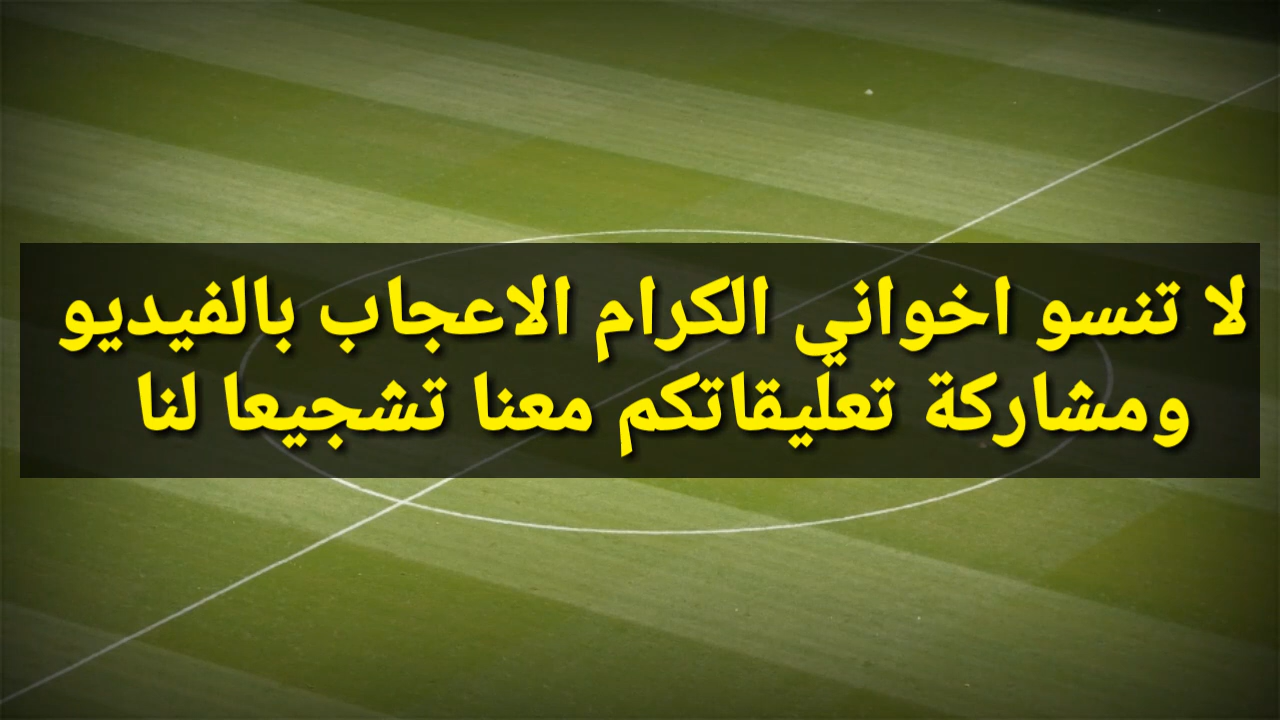 لا تنسو اخواني الكرام الاعجاب بالفيديو
ومشاركة تعليقاتكم معنا تشجيعا لنا